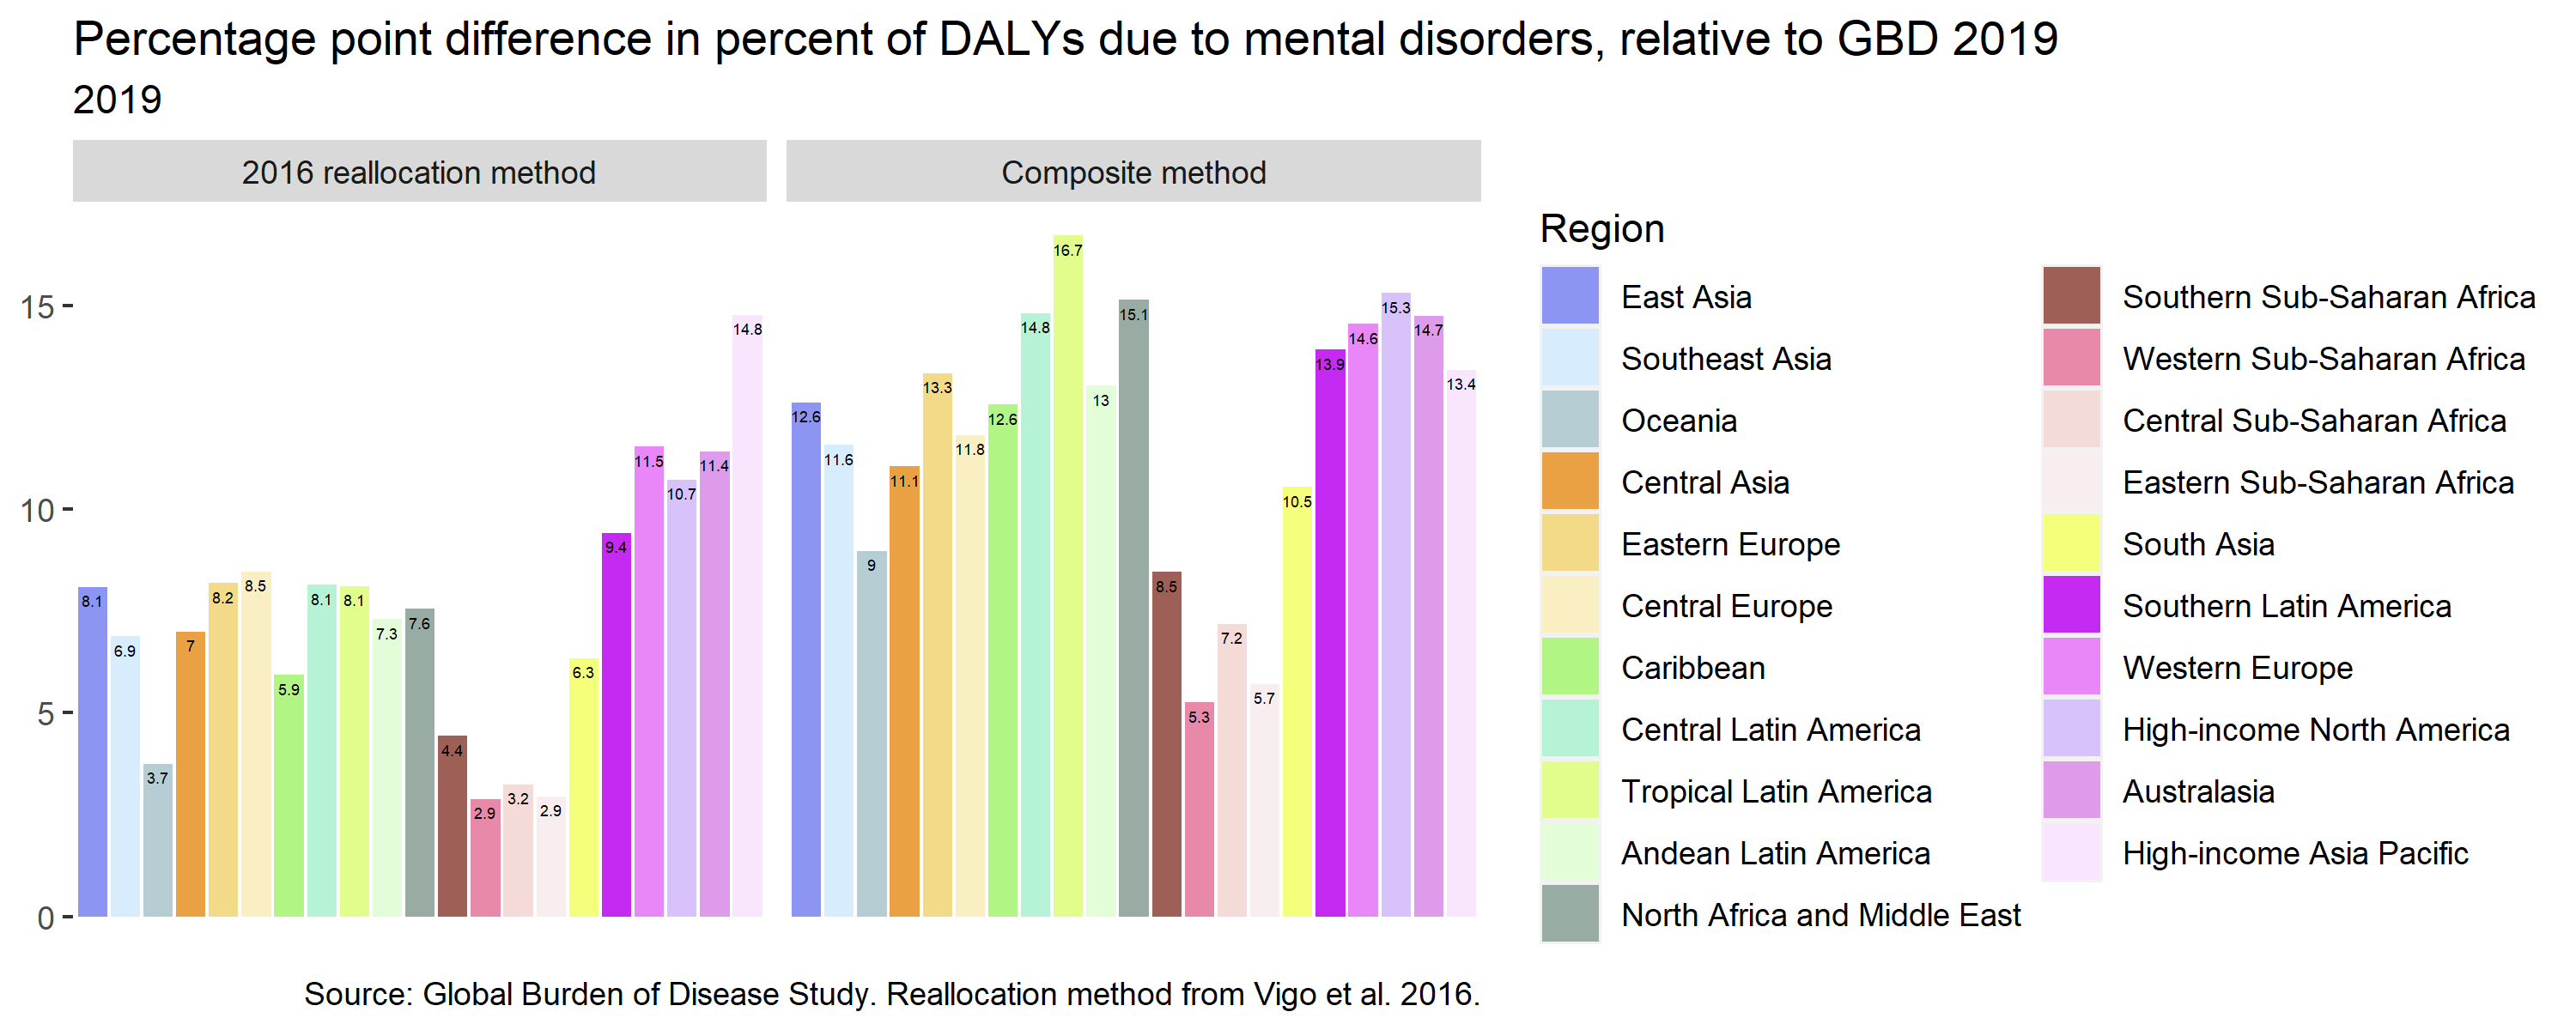 Percentage point difference in percent of DALYs due to mental disorders, relative to GBD 2019
2019
2016 reallocation method
Composite method
15
10
5
0
8.1
6.9
3.7
7
8.2
8.5
5.9
8.1
8.1
7.3
7.6
4.4
2.9
3.2
2.9
6.3
9.4
11.5
10.7
11.4
14.8
12.6
11.6
9
11.1
13.3
11.8
12.6
14.8
16.7
13
15.1
8.5
5.3
7.2
5.7
10.5
13.9
14.6
15.3
14.7
13.4
Region
East Asia
Southeast Asia
Oceania
Central Asia
Eastern Europe
Central Europe
Caribbean
Central Latin America
Tropical Latin America
Andean Latin America
North Africa and Middle East
Southern Sub-Saharan Africa
Western Sub-Saharan Africa
Central Sub-Saharan Africa
Eastern Sub-Saharan Africa
South Asia
Southern Latin America
Western Europe
High-income North America
Australasia
High-income Asia Pacific
Source: Global Burden of Disease Study. Reallocation method from Vigo et al. 2016.